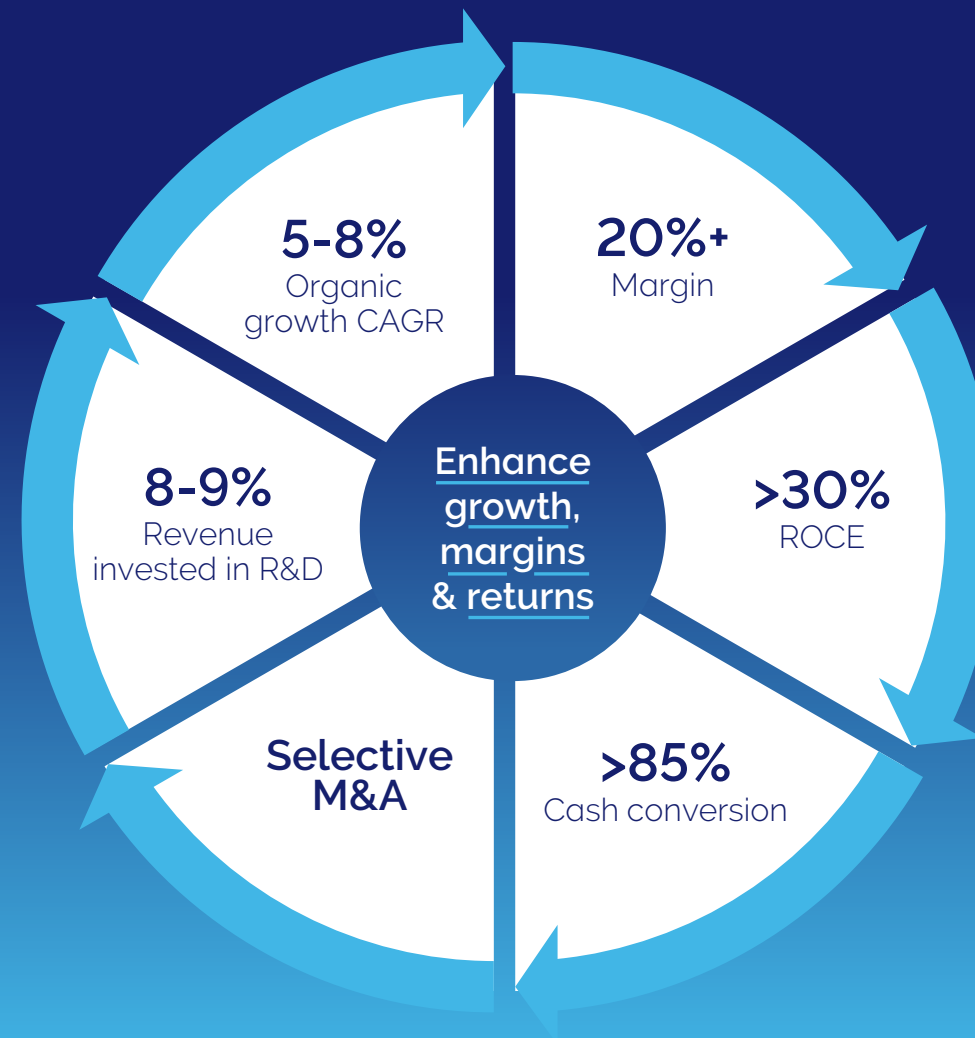 5-8%
Organic
growth CAGR
20%+
Margin
>30%
ROCE
>85%
Cash conversion
Selective
M&A
8-9%
Revenue
invested in R&D
Enhance
growth,
margins
& returns